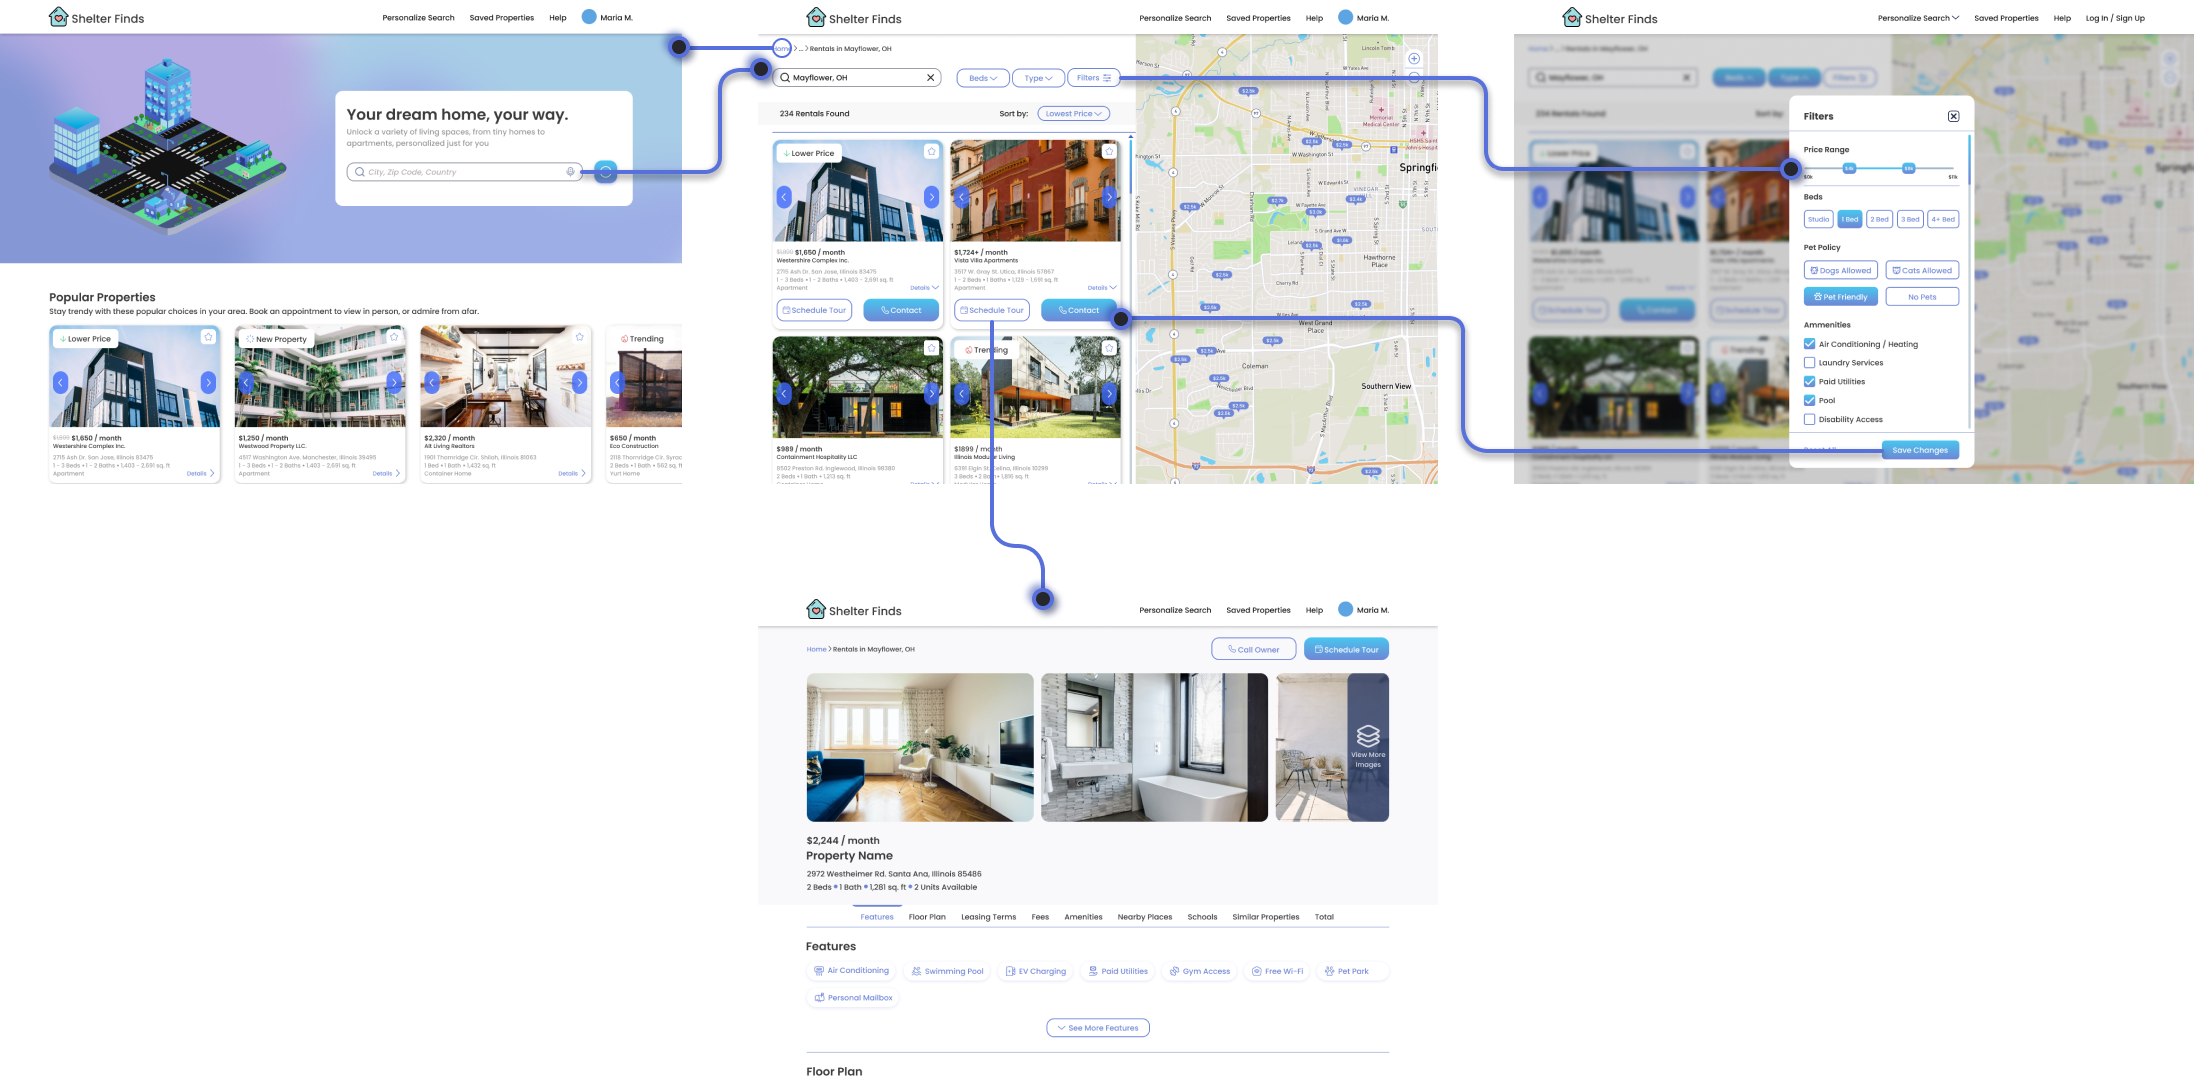 Shelter Finds
Personalize Search
Saved Properties
Help
Maria M.
Your dream home, your way.
Unlock a variety of living spaces, from tiny homes to
apartments, personalized just for you
City, Zip Code, Country
Popular Properties
Stay trendy with these popular choices in your area. Book an appointment to view in person, or admire from afar.
Lower Price
$1,650 / month
Westershire Complex Inc.
2715 Ash Dr. San Jose, Illinois 83475
1 - 3 Beds • 1 - 2 Baths • 1,403 - 2,691 sq. ft
Apartment
Details
New Property
$1,250 / month
Westwood Property LLC.
4517 Washington Ave. Manchester, Illinois 39495
1 - 3 Beds • 1 - 2 Baths • 1,403 - 2,691 sq. ft
Apartment
Details
$2,320 / month
Alt Living Realtors
1901 Thornridge Cir. Shiloh, Illinois 81063
1 Bed • 1 Bath • 1,432 sq. ft
Container Home
Details
Trending
$650 / month
Eco Construction
2118 Thornridge Cir. Syrac
2 Beds • 1 Bath • 562 sq. ft
Yurt Home
Shelter Finds
Personalize Search
Saved Properties
Help
Maria M.
Home > ... > Rentals in Mayflower, OH
Mayflower, OH
Beds
Type
Filters
234 Rentals Found
Sort by:
Lowest Price
Lower Price
$1,650 / month
Westershire Complex Inc.
2715 Ash Dr. San Jose, Illinois 83475
1 - 3 Beds • 1 - 2 Baths • 1,403 - 2,691 sq. ft
Apartment
Details
Schedule Tour
Contact
$1,724+ / month
Vista Villa Apartments
3517 W. Gray St. Utica, Illinois 57867
1 - 2 Beds • 1 - 2 Baths • 1,129 - 1,691 sq. ft
Apartment
Details
Schedule Tour
Contact
$989 / month
Containment Hospitality LLC
8502 Preston Rd. Inglewood, Illinois 98380
2 Beds • 1 Bath • 1,213 sq. ft
Trending
$1899 / month
Illinois Modular Living
Lincoln Tomb
Memorial
Medical Center
W Washington St
W Edwards St
Springfi
VINEGAR
S Grand Ave W
Hawthorne
Place
Cherry Rd
West Grand
Place
Coleman
Southern View
S MacArthur Blvd
Shelter Finds
Personalize Search
Saved Properties
Help
Log In / Sign Up
Filters
Price Range
$0k
$11k
Beds
Studio
1 Bed
2 Bed
3 Bed
4+ Bed
Pet Policy
Dogs Allowed
Cats Allowed
Pet Friendly
No Pets
Ammenities
Air Conditioning / Heating
Laundry Services
Paid Utilities
Pool
Disability Access
Save Changes
Shelter Finds
Personalize Search
Saved Properties
Help
Maria M.
Home > Rentals in Mayflower, OH
Call Owner
Schedule Tour
View More
Images
$2,244 / month
Property Name
2972 Westheimer Rd. Santa Ana, Illinois 85486
2 Beds • 1 Bath • 1,281 sq. ft • 2 Units Available
Features
Floor Plan
Leasing Terms
Fees
Amenities
Nearby Places
Schools
Similar Properties
Total
Features
Air Conditioning
Swimming Pool
EV Charging
Paid Utilities
Gym Access
Free Wi-Fi
Pet Park
Personal Mailbox
See More Features
Floor Plan